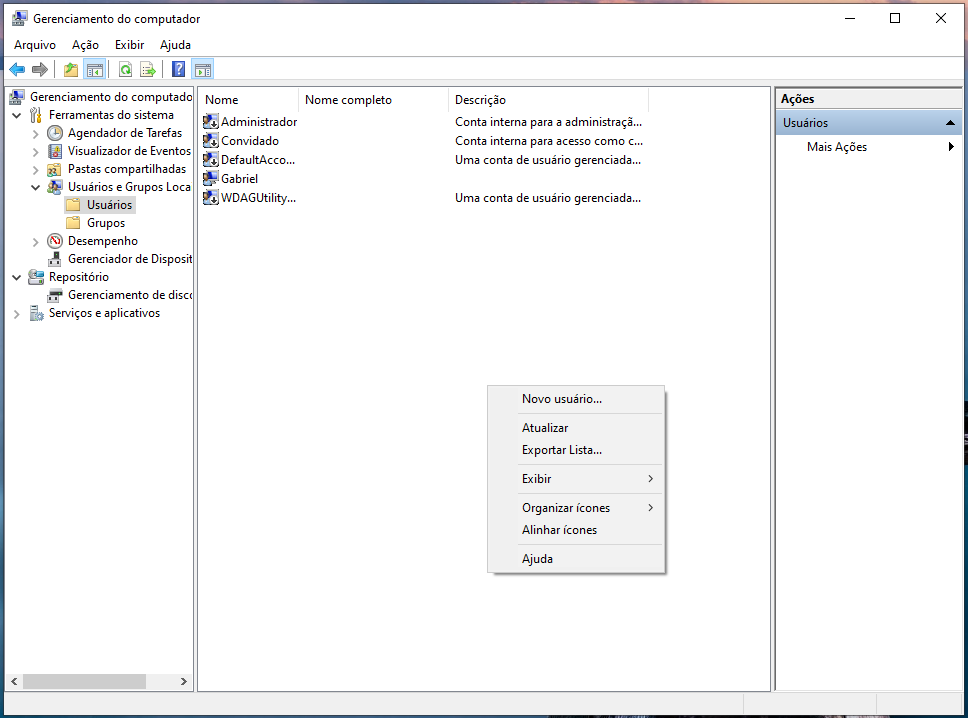 Gerenciamento do computador
Arquivo Ação Exibir Ajuda
Gerenciamento do computado
Ferramentas do sistema
Agendador de Tarefas
Visualizador de Eventos
Pastas compartilhadas
Usuários e Grupos Loca
Usuários
Grupos
Desempenho
Gerenciador de Disposit
Repositório
Gerenciamento de disco
Serviços e aplicativos
Nome Nome completo Descrição
Administrador Conta interna para a administraçã...
Convidado Conta interna para acesso como c...
DefaultAcco... Uma conta de usuário gerenciada...
Gabriel
WDAGUtility... Uma conta de usuário gerenciada...
Novo usuário...
Atualizar
Exportar Lista...
Exibir
Organizar ícones
Alinhar ícones
Ajuda
Ações
Usuários
Mais Ações